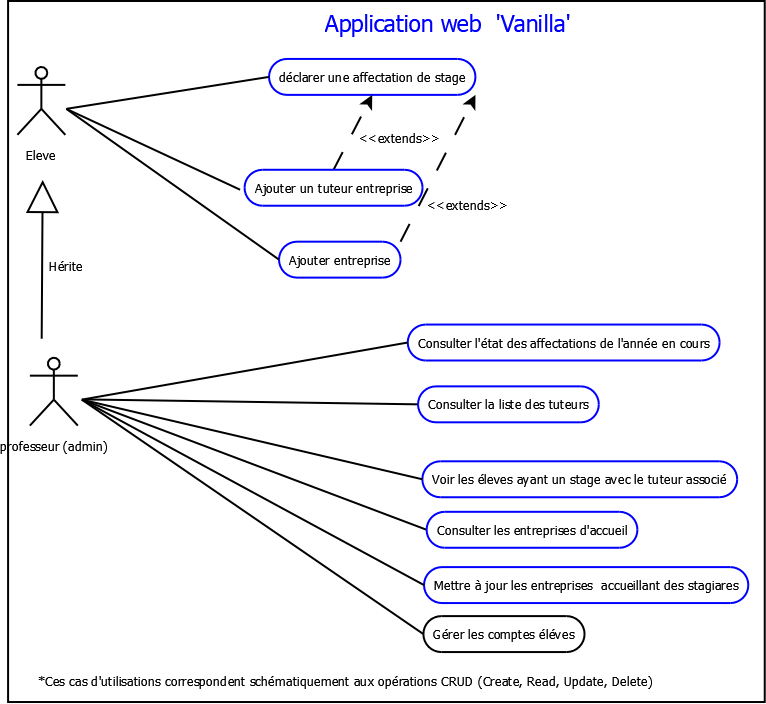 Application web 'Vanilla'
déclarer une affectation de stage
<<extends>>
Eleve
Ajouter un tuteur entreprise
<<extends>>
Ajouter entreprise
Hérite
Consulter l'état des affectations de l'année en cours
Consulter la liste des tuteurs
professeur (admin)
Voir les éleves ayant un stage avec le tuteur associé
Consulter les entreprises d'accueil
Mettre à jour les entreprises accueillant des stagiares
Gérer les comptes éléves
*Ces cas d'utilisations correspondent schématiquement aux opérations CRUD (Create, Read, Update, Delete)